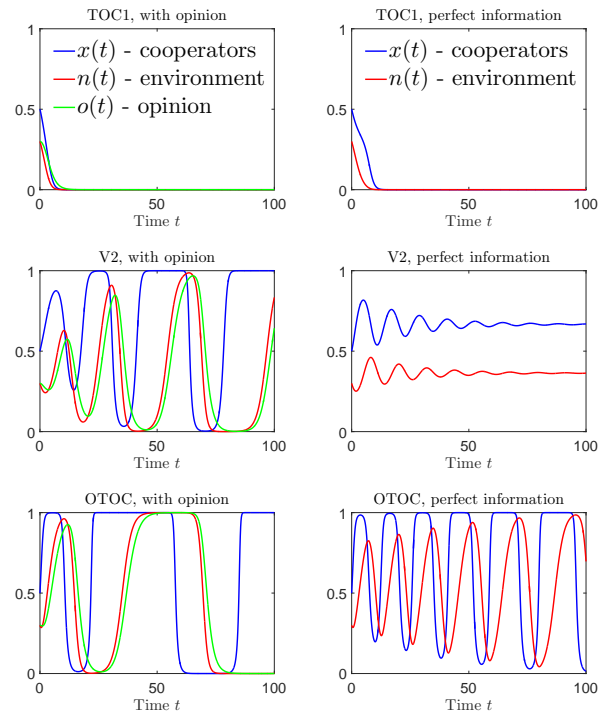 TOC1, with opinion
x(t) - cooperators
n(t) - environment
o(t) - opinion
0.5
0
0 50 100
Time t
TOC1, perfect information
x(t) - cooperators
n(t) - environment
0.5
0
0 50 100
Time t
V2, with opinion
1
0.5
0
0 50 100
Time t
V2, perfect information
1
0.5
0
0 50 100
Time t
OTOC, with opinion
1
0.5
0
0 50 100
Time t
OTOC, perfect information
1
0.5
0
0 50 100
Time t